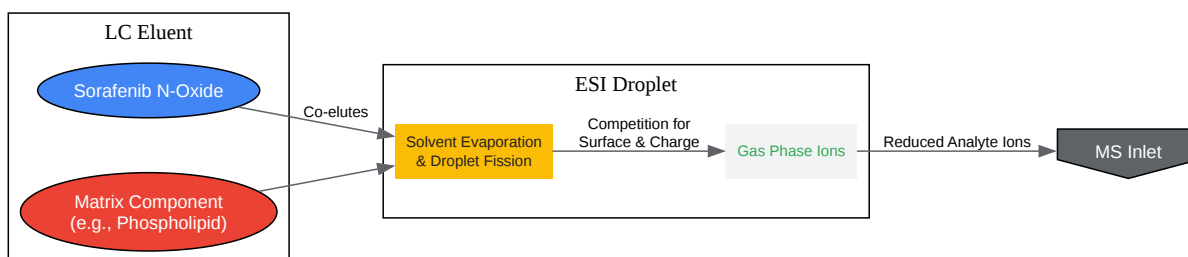 LC Eluent
Sorafenib N-Oxide
Matrix Component
(e.g., Phospholipid)
Co-elutes
ESI Droplet
Solvent Evaporation
& Droplet Fission
Competition for
Surface & Charge
Gas Phase Ions
Reduced Analyte Ions
MS Inlet